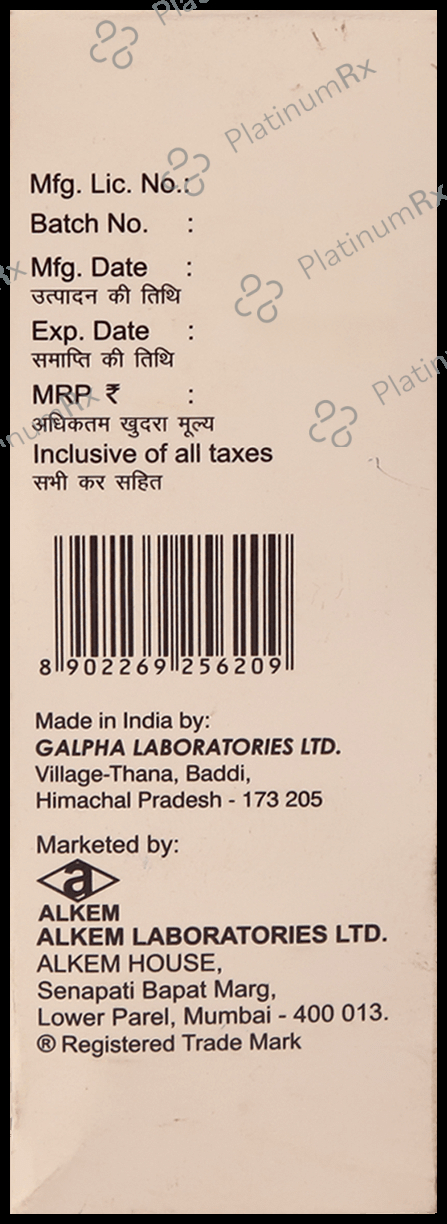 PlatinumRx
Mfg. Lic. No.:
Batch No. :
PlatinumRx
Mfg. Date :
उत्पादन की तिथि
Exp. Date :
समाप्ति की तिथि
MRP ₹ :
अधिकतम खुदरा मूल्य
Inclusive of all taxes
सभी कर सहित
8 902269 256209
Made in India by:
GALPHA LABORATORIES LTD.
Village-Thana, Baddi,
Himachal Pradesh - 173 205
Marketed by:
a
ALKEM
ALKEM LABORATORIES LTD.
ALKEM HOUSE,
Senapati Bapat Marg,
Lower Parel, Mumbai - 400 013.
® Registered Trade Mark